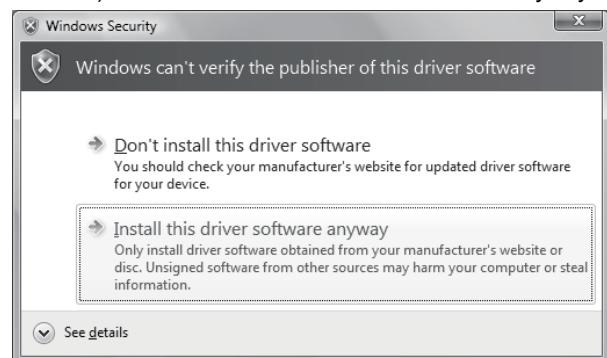 Windows Security
Windows can't verify the publisher of this driver software
Don't install this driver software
You should check your manufacturer's website for updated driver software
for your device.
Install this driver software anyway
Only install driver software obtained from your manufacturer's website or
disc. Unsigned software from other sources may harm your computer or steal
information.
See details